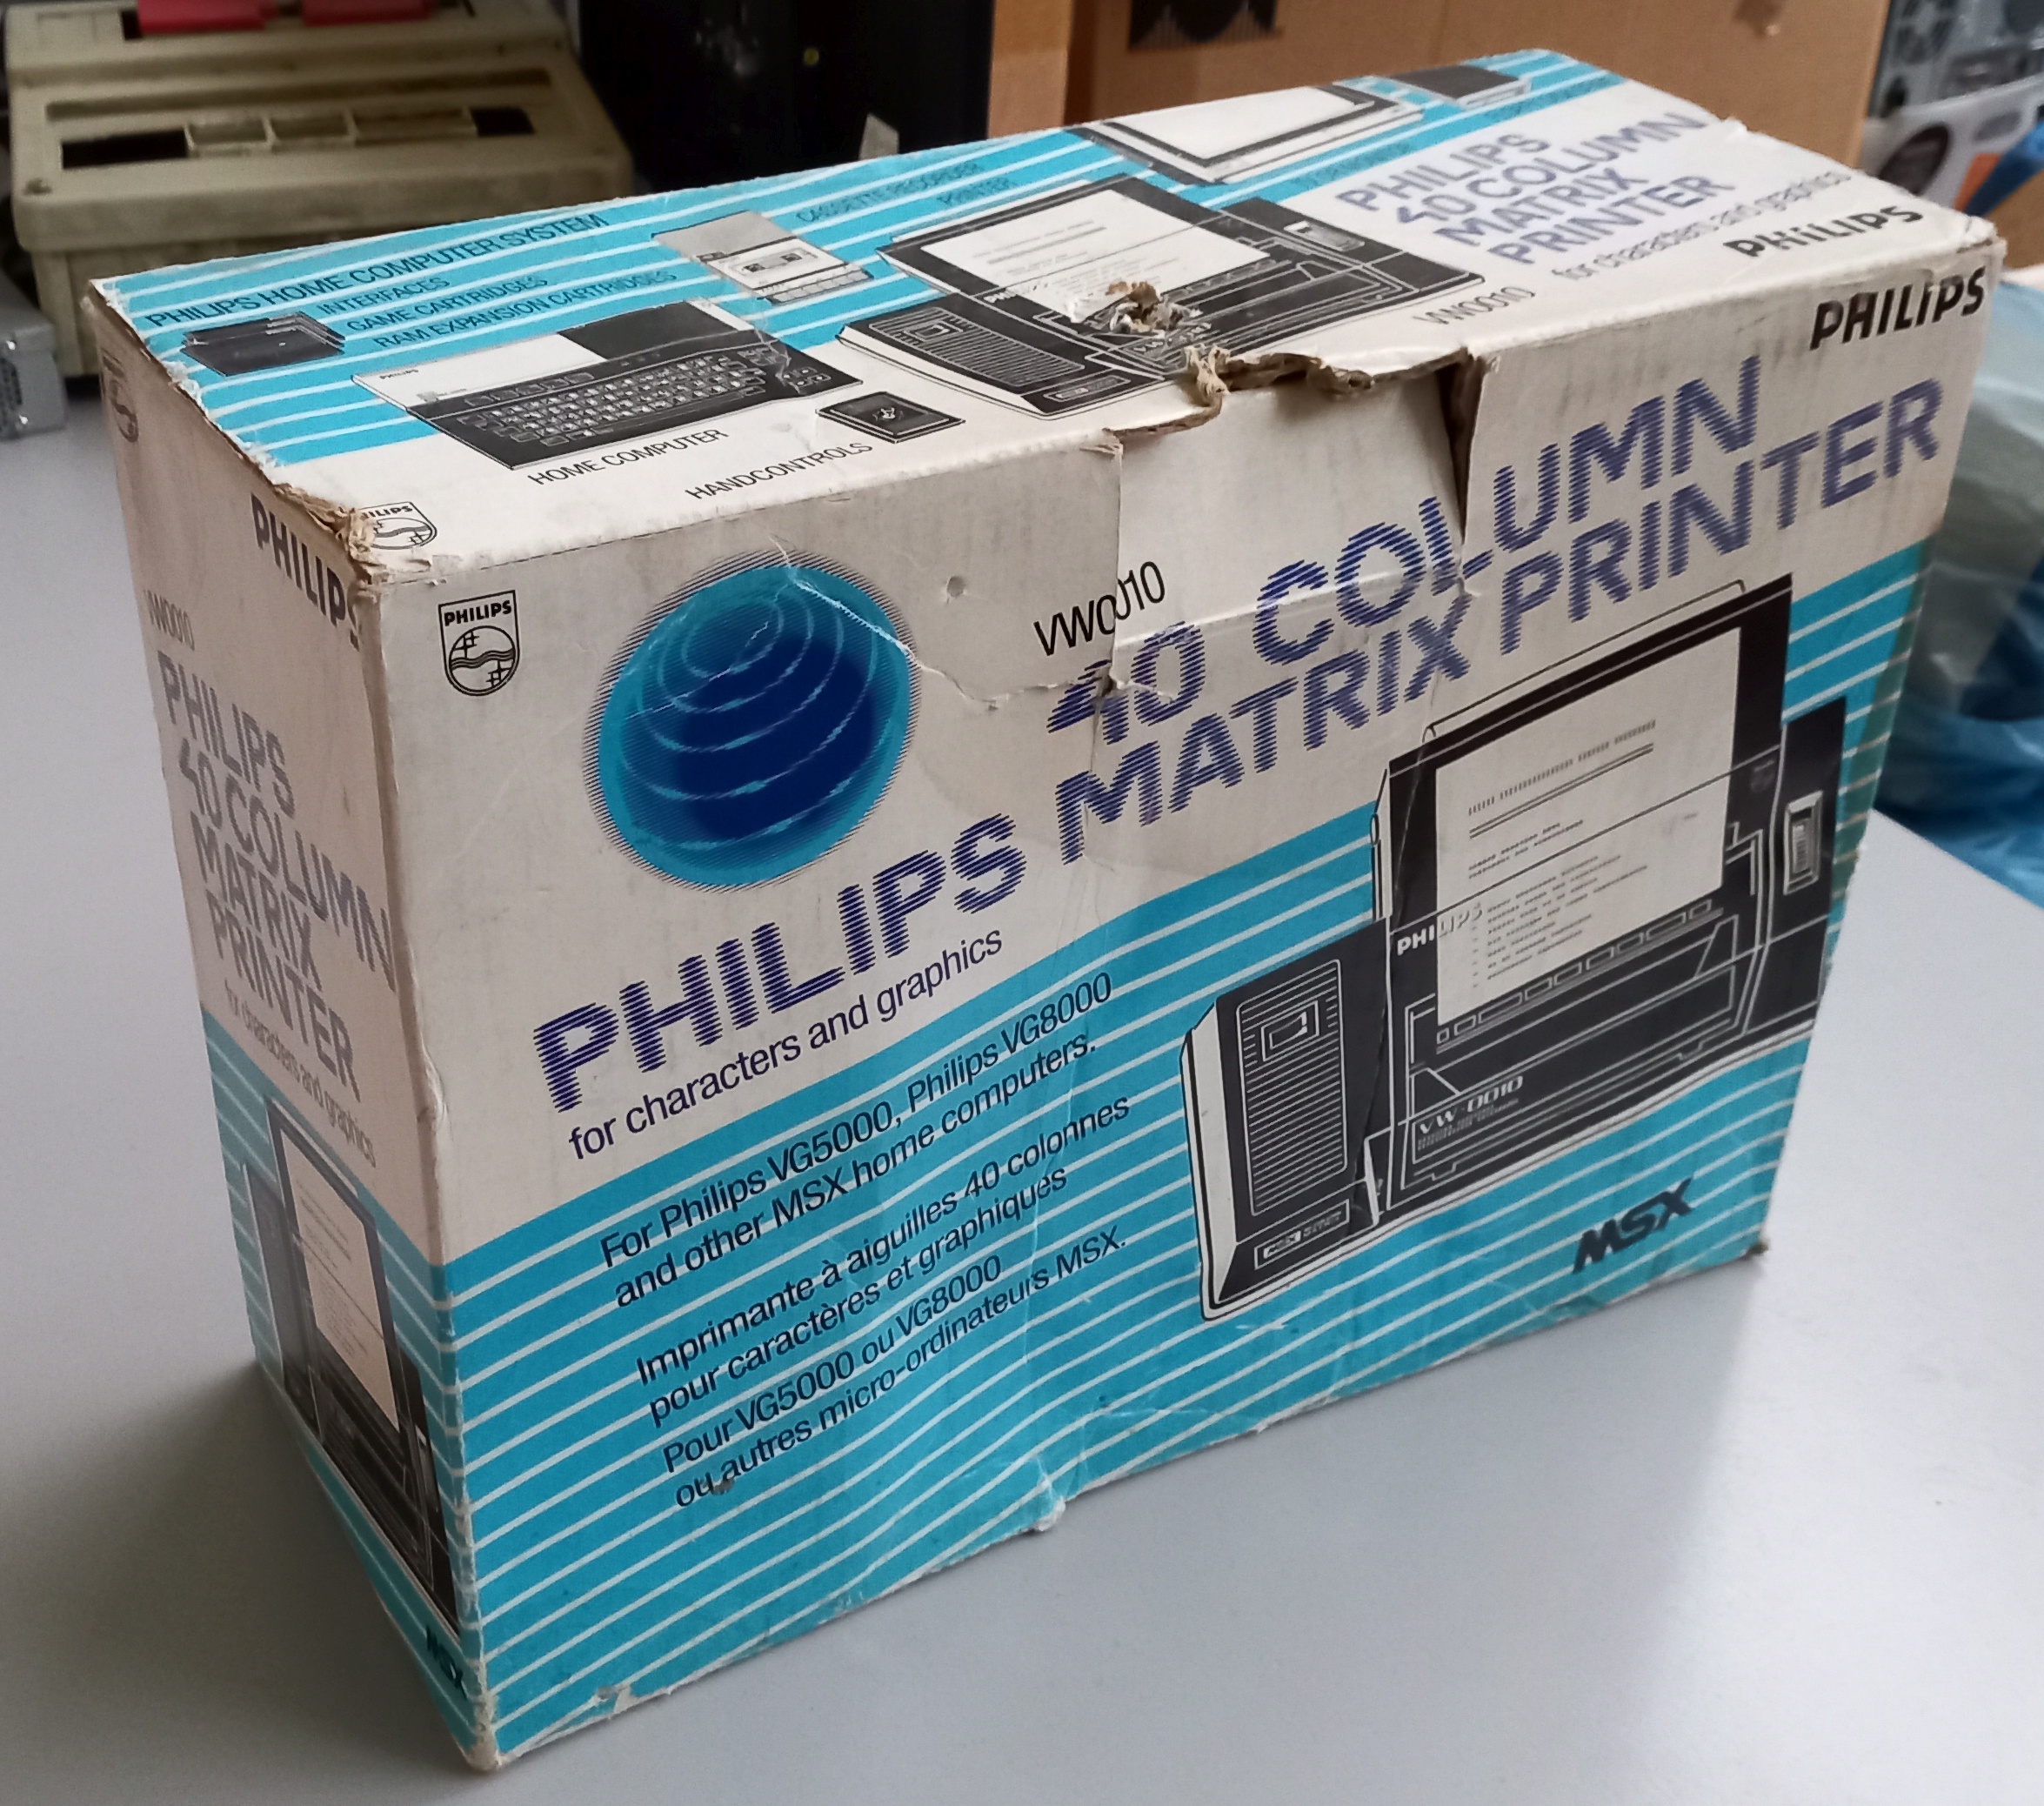 PHILIPS HOME COMPUTER SYSTEM
INTERFACES
GAME CARTRIDGES
RAM EXPANSION CARTRIDGES
CASSETTE RECORDER
PRINTER
PHILIPS
HOME COMPUTER
HANDCONTROLS
PHILIPS
40 COLUMN
MATRIX
PRINTER
for characters and graphics
VW0010
PHILIPS
PHILIPS
PHILIPS
VW0010
PHILIPS
40 COLUMN
MATRIX
PRINTER
for characters and graphics
MSX
PHILIPS
PHILIPS
VW0010
40 COLUMN
PHILIPS MATRIX PRINTER
for characters and graphics
For Philips VG5000, Philips VG8000
and other MSX home computers.
Imprimante à aiguilles 40 colonnes
pour caractères et graphiques
Pour VG5000 ou VG8000
ou autres micro-ordinateurs MSX.
PHILIPS
VW-0010
MSX
MSX